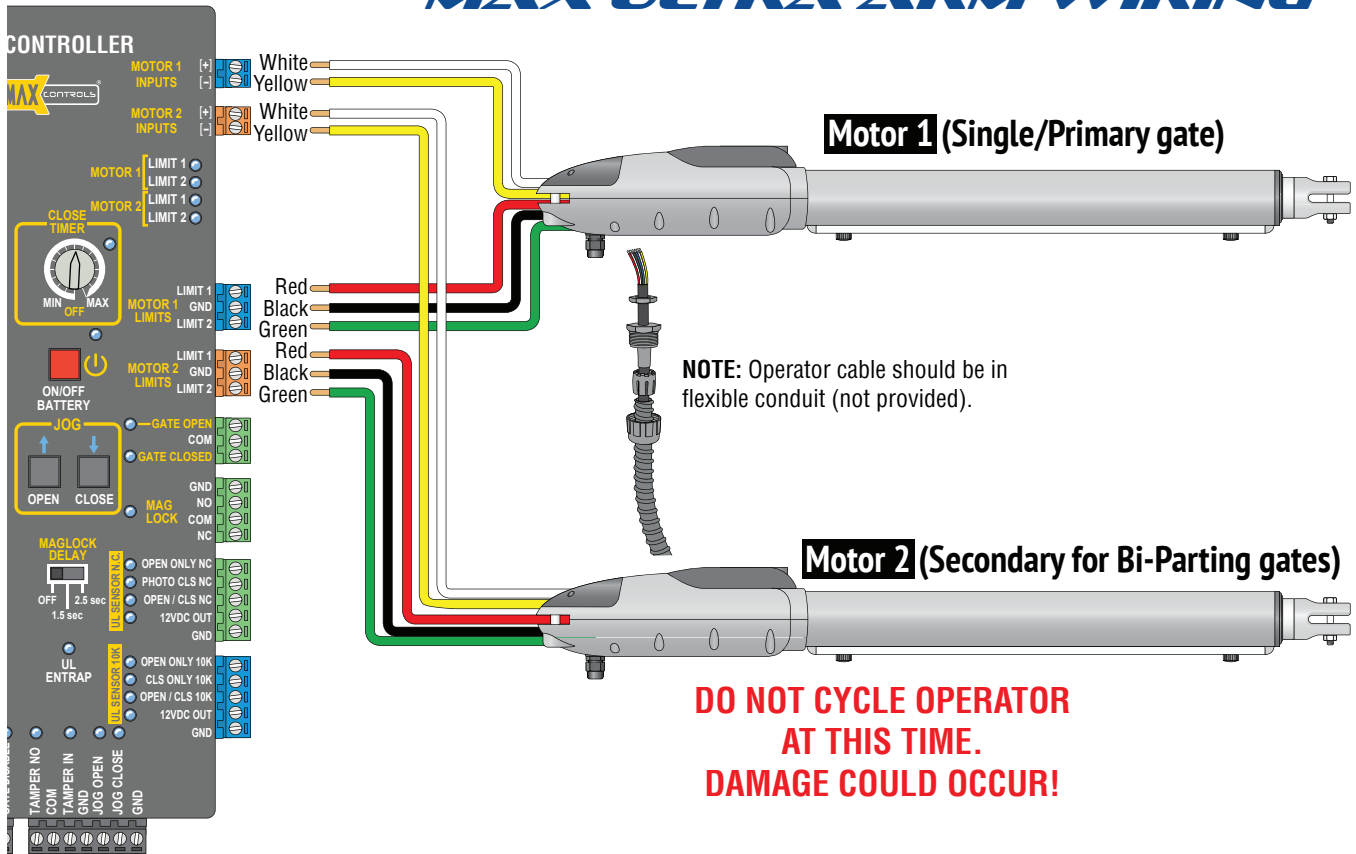 MAX ULTRA ARM WIRING
CONTROLLER
MAX CONTROLS ®
MOTOR 1 [+]
INPUTS [–]
White
Yellow
MOTOR 2 [+]
INPUTS [–]
White
Yellow
Motor 1 (Single/Primary gate)
MOTOR 1
LIMIT 1
LIMIT 2
MOTOR 2
LIMIT 1
LIMIT 2
CLOSE
TIMER
MIN
MAX
OFF
MOTOR 1
LIMITS
LIMIT 1
GND
LIMIT 2
Red
Black
Green
MOTOR 2
LIMITS
LIMIT 1
GND
LIMIT 2
Red
Black
Green
ON/OFF
BATTERY
NOTE: Operator cable should be in
flexible conduit (not provided).
JOG
OPEN
CLOSE
GATE OPEN
COM
GATE CLOSED
MAG
LOCK
GND
NO
COM
NC
MAGLOCK
DELAY
OFF
2.5 sec
1.5 sec
UL SENSOR N.C.
OPEN ONLY NC
PHOTO CLS NC
OPEN / CLS NC
12VDC OUT
GND
Motor 2 (Secondary for Bi-Parting gates)
UL
ENTRAP
UL SENSOR 10K
OPEN ONLY 10K
CLS ONLY 10K
OPEN / CLS 10K
12VDC OUT
GND
DO NOT CYCLE OPERATOR
AT THIS TIME.
DAMAGE COULD OCCUR!
TAMPER NO
COM
TAMPER IN
GND
JOG OPEN
JOG CLOSE
GND